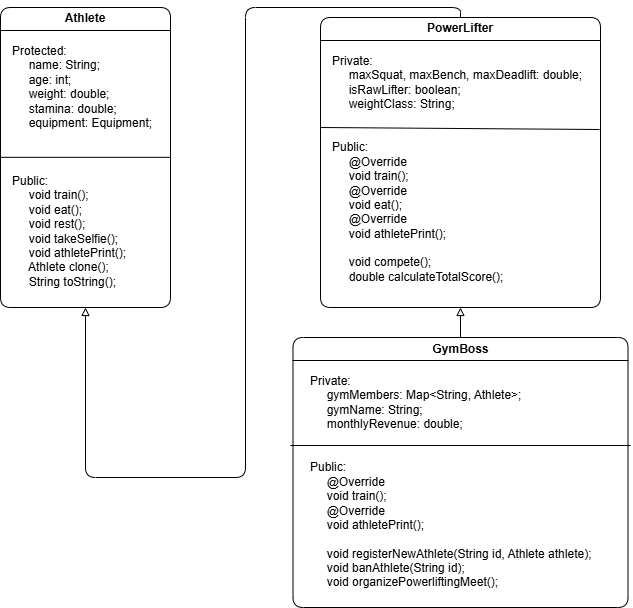 Athlete
Protected:
name: String;
age: int;
weight: double;
stamina: double;
equipment: Equipment;
Public:
void train();
void eat();
void rest();
void takeSelfie();
void athletePrint();
Athlete clone();
String toString();
PowerLifter
Private:
maxSquat, maxBench, maxDeadlift: double;
isRawLifter: boolean;
weightClass: String;
Public:
@Override
void train();
@Override
void eat();
@Override
void athletePrint();
void compete();
double calculateTotalScore();
GymBoss
Private:
gymMembers: Map<String, Athlete>;
gymName: String;
monthlyRevenue: double;
Public:
@Override
void train();
@Override
void athletePrint();
void registerNewAthlete(String id, Athlete athlete);
void banAthlete(String id);
void organizePowerliftingMeet();